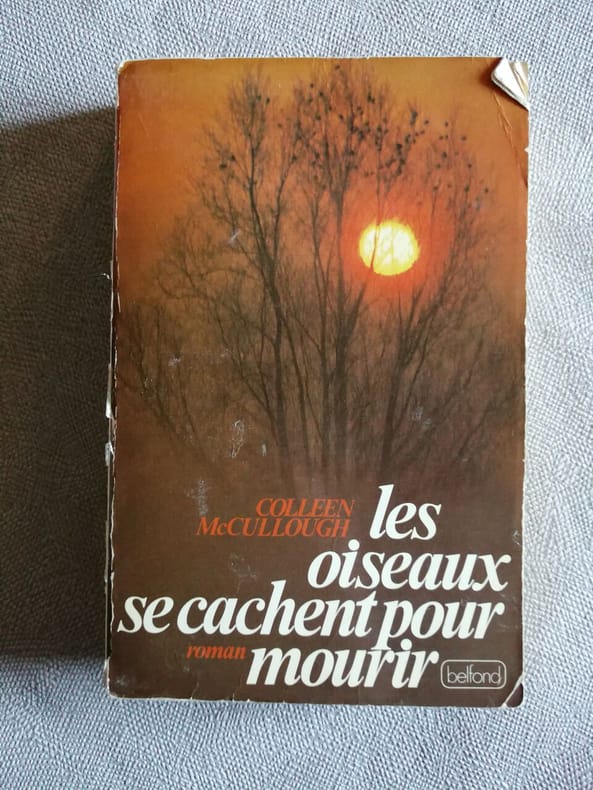 COLLEEN
McCULLOUGH
les
oiseaux
se cachent pour
mourir
roman
belfond